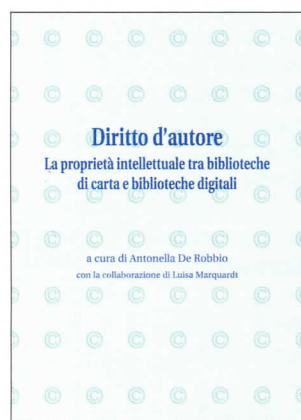 Diritto d'autore
La proprietà intellettuale tra biblioteche
di carta e biblioteche digitali
a cura di Antonella De Robbio
con la collaborazione di Luisa Marquardt